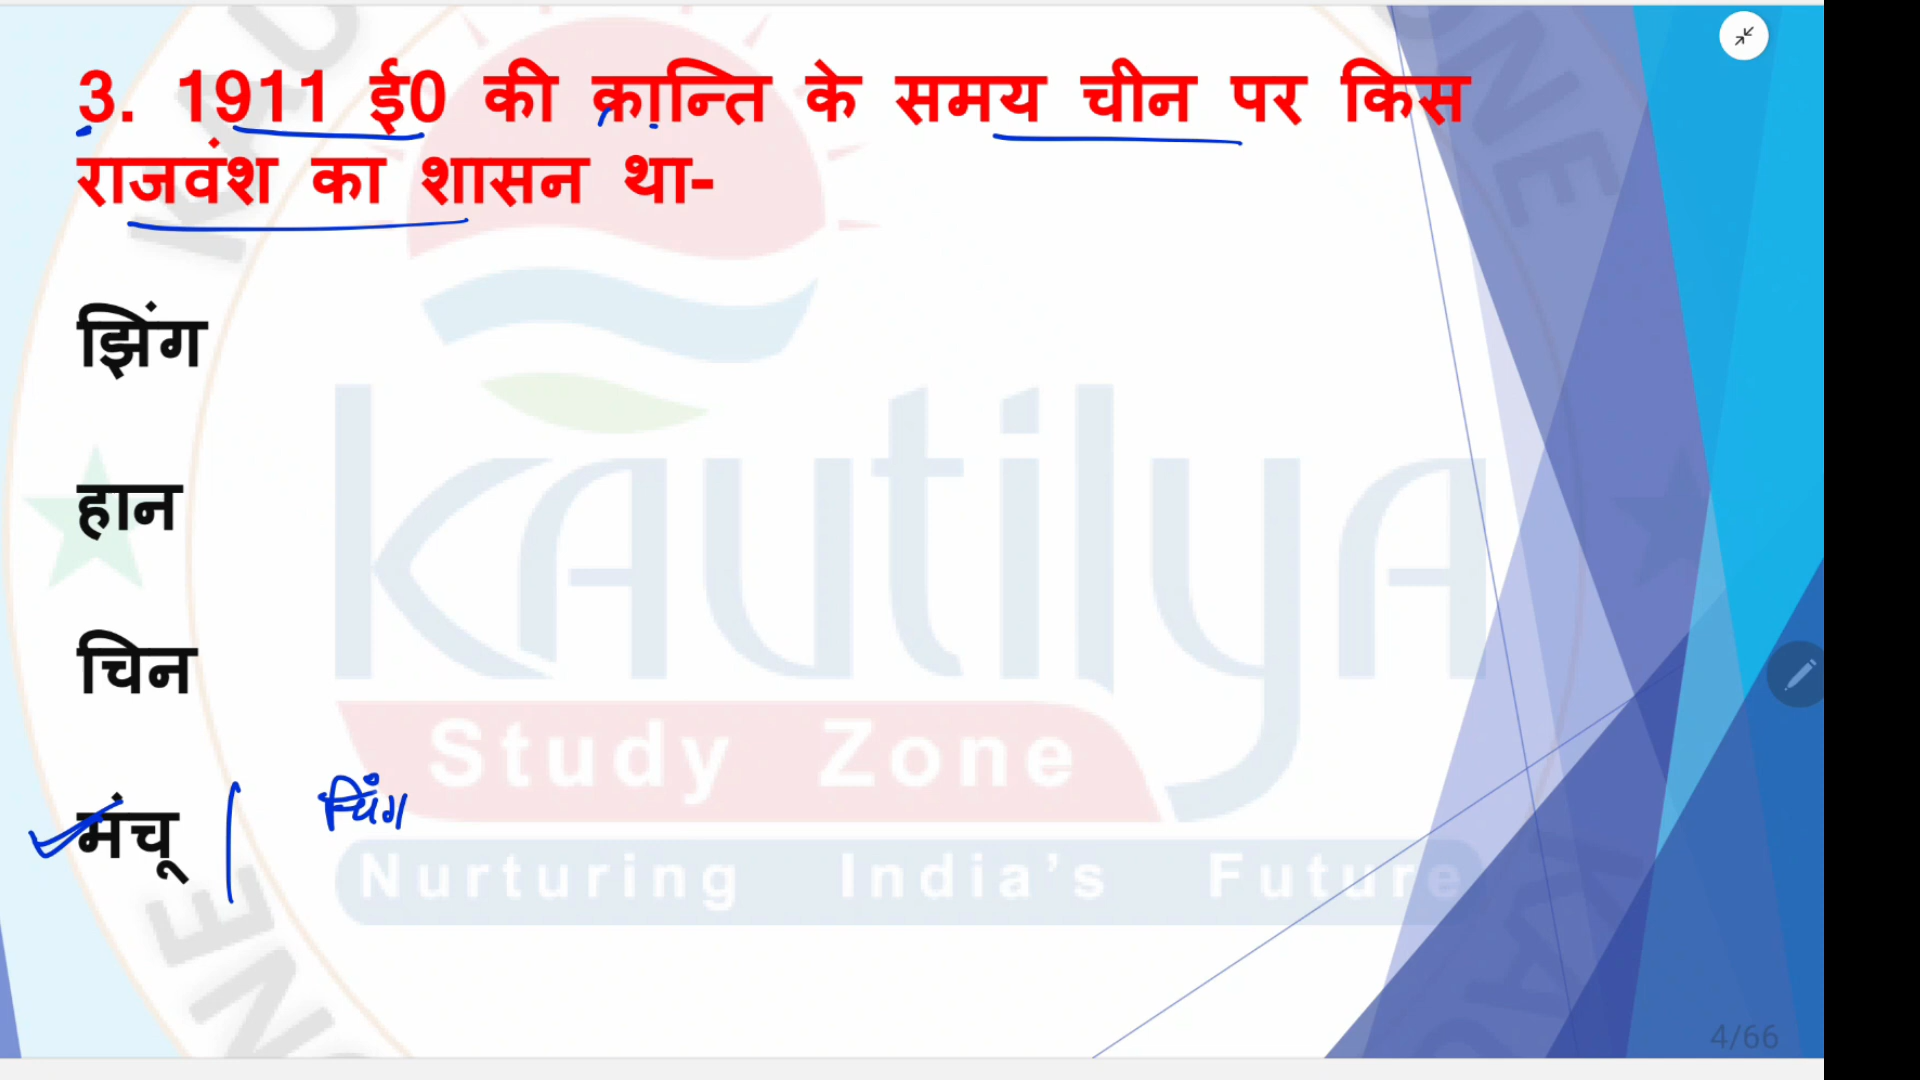 3. 1911 ई0 की क्रान्ति के समय चीन पर किस
राजवंश का शासन था-
झिंग
हान
चिन
मंचू
चिंग
Kautilya
Study Zone
Nurturing India's Future
4/66